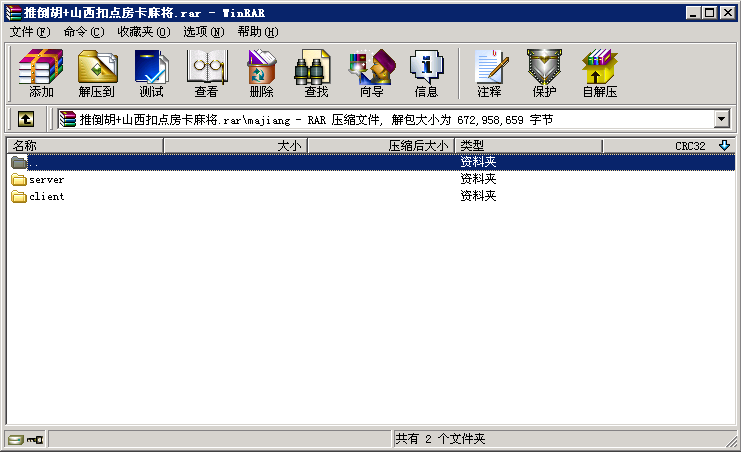 推倒胡+山西扣点房卡麻将.rar - WinRAR
文件(F) 命令(C) 收藏夹(O) 选项(N) 帮助(H)
添加 解压到 测试 查看 删除 查找 向导 信息 注释 保护 自解压
推倒胡+山西扣点房卡麻将.rar\majiang - RAR 压缩文件, 解包大小为 672,958,659 字节
名称 大小 压缩后大小 类型 CRC32
.. 资料夹
server 资料夹
client 资料夹
共有 2 个文件夹